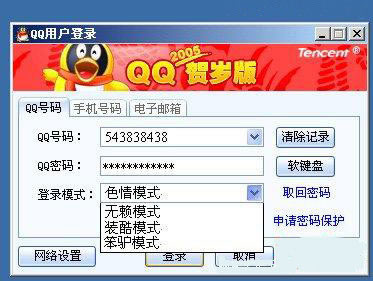 QQ用户登录
2005
QQ贺岁版
Tencent ®
QQ号码 手机号码 电子邮箱
QQ号码： 543838438 清除记录
QQ密码： ************ 软键盘
登录模式： 色情模式 取回密码
无赖模式
装酷模式
笨驴模式
申请密码保护
网络设置 登录 取消